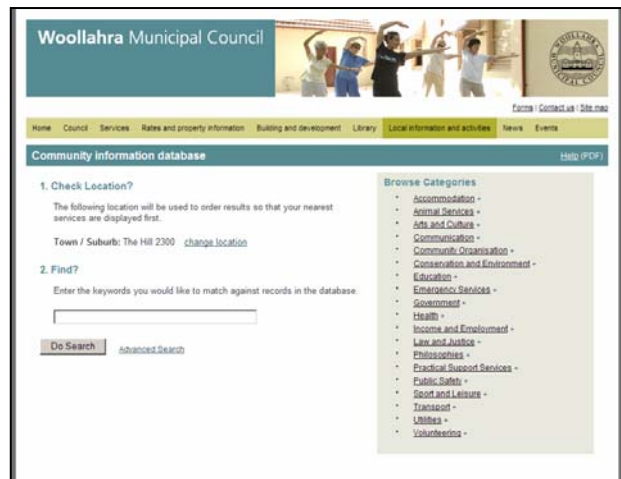 Woollahra Municipal Council
WOOLLAHRA MUNICIPAL COUNCIL
Forms | Contact us | Site map
Home Council Services Rates and property information Building and development Library Local information and activities News Events
Community information database Help (PDF)
1. Check Location?
The following location will be used to order results so that your nearest
services are displayed first.
Town / Suburb: The Hill 2300 change location
2. Find?
Enter the keywords you would like to match against records in the database.
Do Search Advanced Search
Browse Categories
Accommodation +
Animal Services +
Arts and Culture +
Communication +
Community Organisation +
Conservation and Environment +
Education +
Emergency Services +
Government +
Health +
Income and Employment +
Law and Justice +
Philosophies +
Practical Support Services +
Public Safety +
Sport and Leisure +
Transport +
Utilities +
Volunteering +